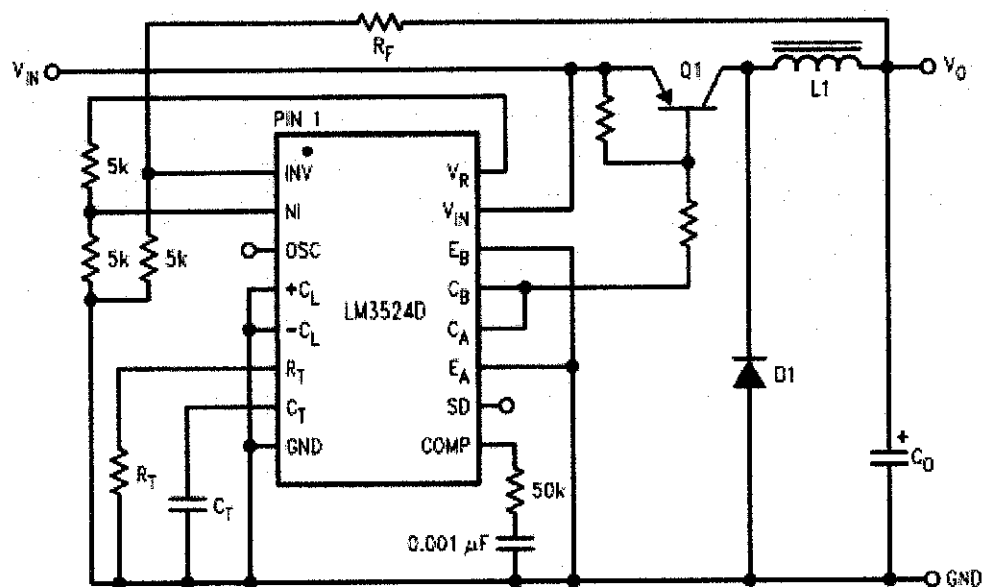 R_F
V_IN
Q1
L1
V_O
PIN 1
5k
5k
5k
INV
NI
OSC
+C_L
-C_L
R_T
C_T
GND
LM3524D
V_R
V_IN
E_B
C_B
C_A
E_A
SD
COMP
R_T
C_T
50k
0.001 μF
D1
+
C_O
GND